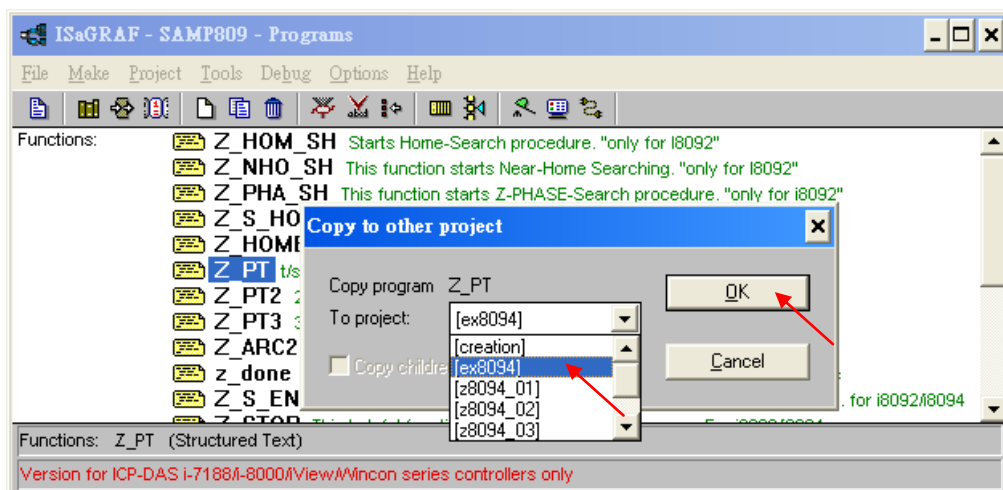 ISaGRAF - SAMP809 - Programs
File Make Project Tools Debug Options Help
Functions:
Z_HOM_SH Starts Home-Search procedure. "only for I8092"
Z_NHO_SH This function starts Near-Home Searching. "only for I8092"
Z_PHA_SH This function starts Z-PHASE-Search procedure. "only for i8092"
Z_S_HO
Z_HOME
Z_PT t/s
Z_PT2
Z_PT3
Z_ARC2
z_done
Z_S_EN . for i8092/i8094
Copy to other project
Copy program Z_PT
To project: [ex8094]
[creation]
[ex8094]
[z8094_01]
[z8094_02]
[z8094_03]
Copy childre
OK
Cancel
Functions: Z_PT (Structured Text)
Version for ICP-DAS i-7188/i-8000/iView/Wincon series controllers only